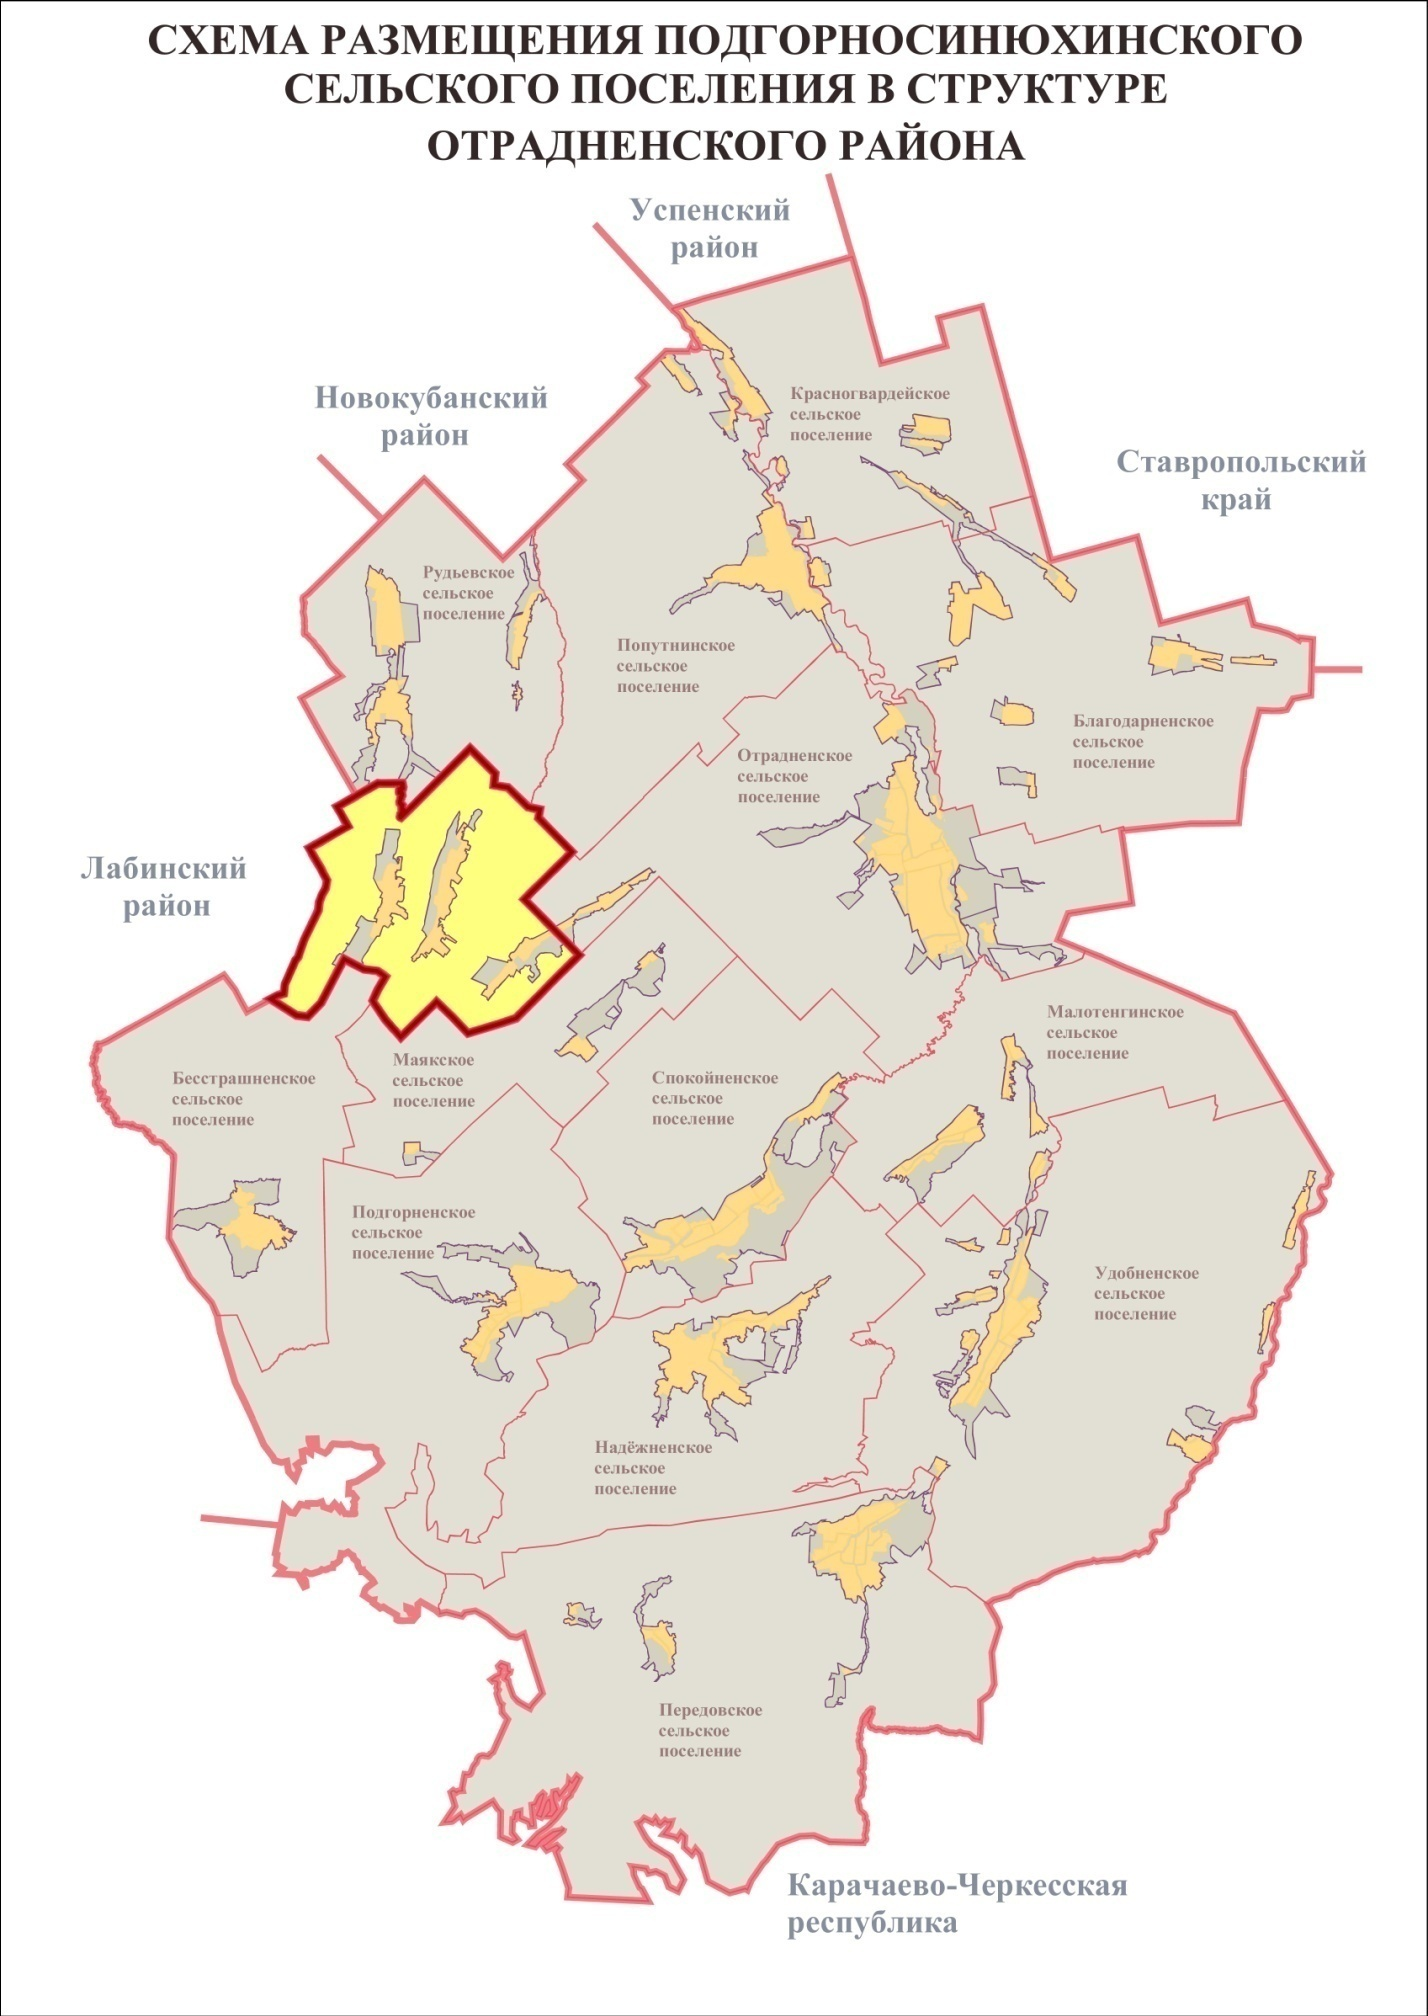 СХЕМА РАЗМЕЩЕНИЯ ПОДГОРНОСИНЮХИНСКОГО
СЕЛЬСКОГО ПОСЕЛЕНИЯ В СТРУКТУРЕ
ОТРАДНЕНСКОГО РАЙОНА
Успенский
район
Новокубанский
район
Красногвардейское
сельское
поселение
Ставропольский
край
Рудьевское
сельское
поселение
Попутнинское
сельское
поселение
Благодарненское
сельское
поселение
Отрадненское
сельское
поселение
Лабинский
район
Малотенгинское
сельское
поселение
Маякское
сельское
поселение
Бесстрашненское
сельское
поселение
Спокойненское
сельское
поселение
Подгорненское
сельское
поселение
Удобненское
сельское
поселение
Надёжненское
сельское
поселение
Передовское
сельское
поселение
Карачаево-Черкесская
республика